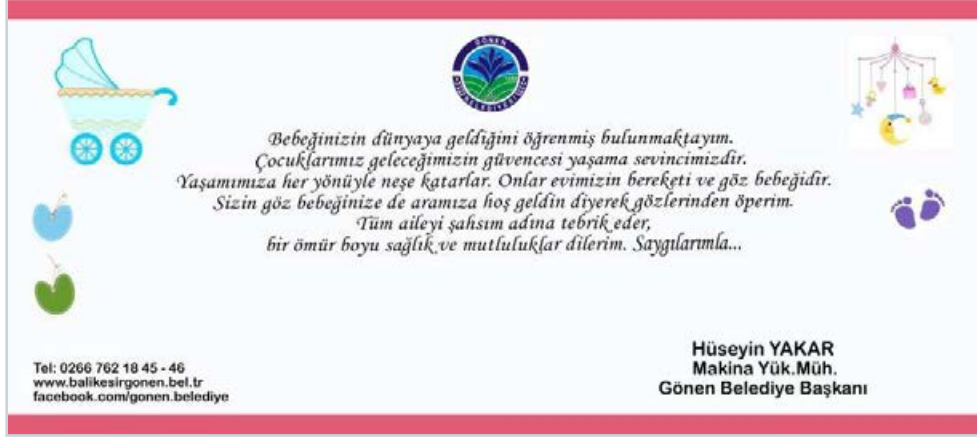 GÖNEN
BELEDİYESİ
Bebeğinizin dünyaya geldiğini öğrenmiş bulunmaktayım.
Çocuklarımız geleceğimizin güvencesi yaşama sevincimizdir.
Yaşamımıza her yönüyle neşe katarlar. Onlar evimizin bereketi ve göz bebeğidir.
Sizin göz bebeğinize de aramıza hoş geldin diyerek gözlerinden öperim.
Tüm aileyi şahsım adına tebrik eder,
bir ömür boyu sağlık ve mutluluklar dilerim. Saygılarımla...
Hüseyin YAKAR
Makina Yük.Müh.
Gönen Belediye Başkanı
Tel: 0266 762 18 45 - 46
www.balikesirgonen.bel.tr
facebook.com/gonen.belediye